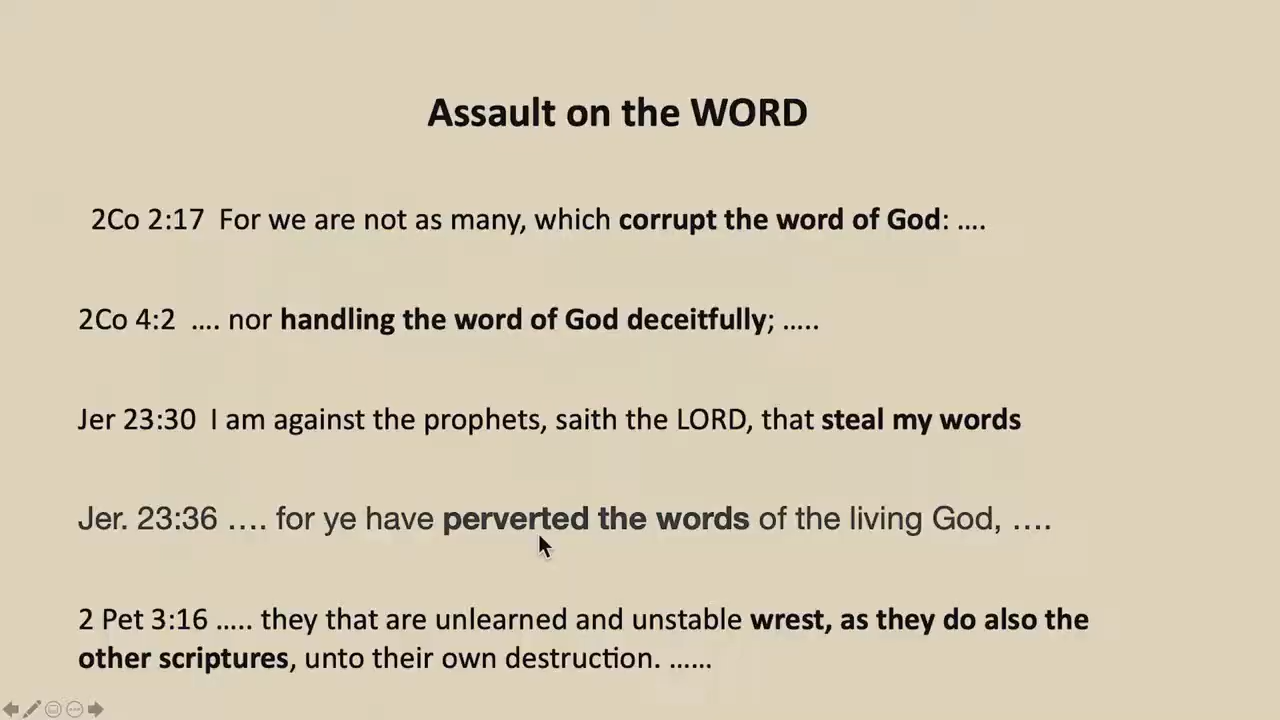 Assault on the WORD
2Co 2:17  For we are not as many, which corrupt the word of God: ....
2Co 4:2  .... nor handling the word of God deceitfully; .....
Jer 23:30  I am against the prophets, saith the LORD, that steal my words
Jer. 23:36 .... for ye have perverted the words of the living God, ....
2 Pet 3:16 ..... they that are unlearned and unstable wrest, as they do also the
other scriptures, unto their own destruction. ......